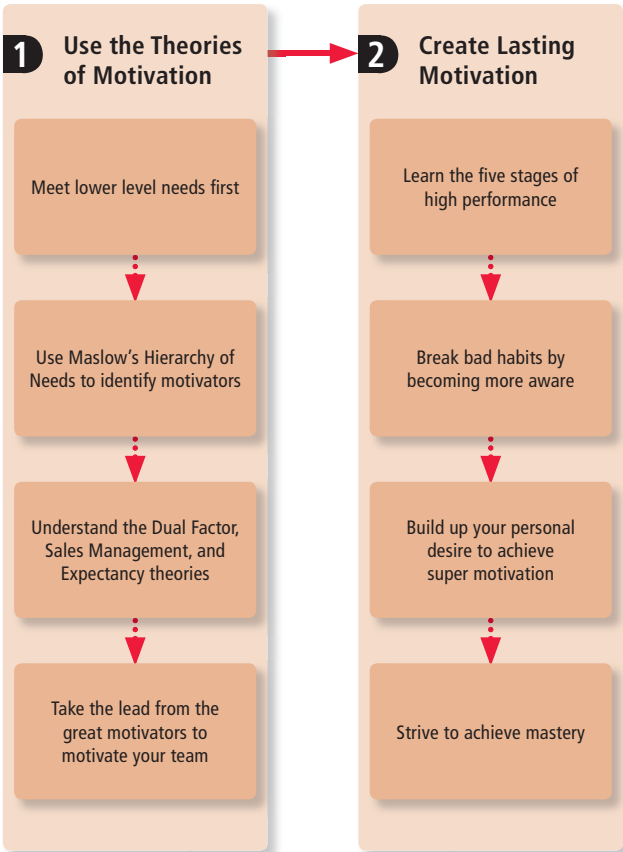 1
Use the Theories
of Motivation
Meet lower level needs first
Use Maslow’s Hierarchy of
Needs to identify motivators
Understand the Dual Factor,
Sales Management, and
Expectancy theories
Take the lead from the
great motivators to
motivate your team
2
Create Lasting
Motivation
Learn the five stages of
high performance
Break bad habits by
becoming more aware
Build up your personal
desire to achieve
super motivation
Strive to achieve mastery